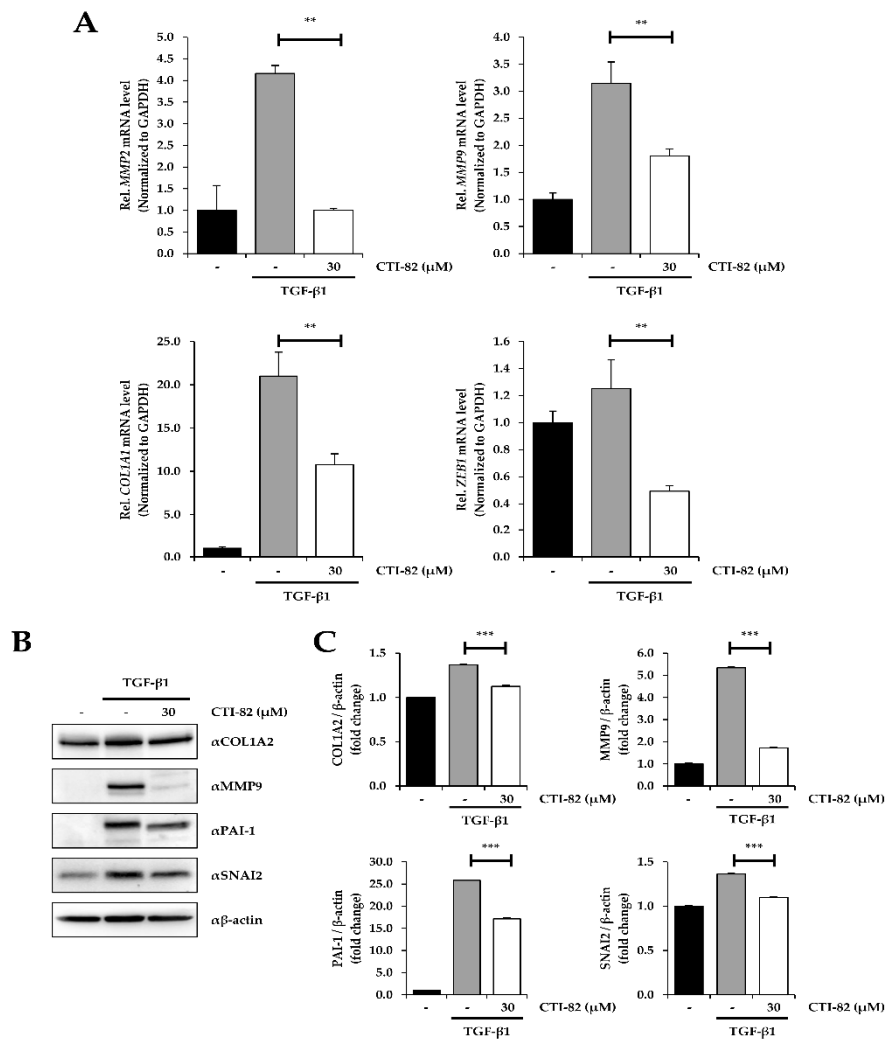 A
**
4.5
4.0
3.5
3.0
2.5
2.0
1.5
1.0
0.5
0.0
Rel. MMP2 mRNA level
(Normalized to GAPDH)
- - 30 CTI-82 (μM)
TGF-β1
**
4.0
3.5
3.0
2.5
2.0
1.5
1.0
0.5
0.0
Rel. MMP9 mRNA level
(Normalized to GAPDH)
- - 30 CTI-82 (μM)
TGF-β1
**
25.0
20.0
15.0
10.0
5.0
0.0
Rel. COL1A1 mRNA level
(Normalized to GAPDH)
- - 30 CTI-82 (μM)
TGF-β1
**
1.6
1.4
1.2
1.0
0.8
0.6
0.4
0.2
0.0
Rel. ZEB1 mRNA level
(Normalized to GAPDH)
- - 30 CTI-82 (μM)
TGF-β1
B
TGF-β1
- - 30 CTI-82 (μM)
αCOL1A2
αMMP9
αPAI-1
αSNAI2
αβ-actin
C
***
1.5
1.0
0.5
0.0
COL1A2 / β-actin
(fold change)
- - 30 CTI-82 (μM)
TGF-β1
***
6.0
5.0
4.0
3.0
2.0
1.0
0.0
MMP9 / β-actin
(fold change)
- - 30 CTI-82 (μM)
TGF-β1
***
30.0
25.0
20.0
15.0
10.0
5.0
0.0
PAI-1 / β-actin
(fold change)
- - 30 CTI-82 (μM)
TGF-β1
***
1.5
1.0
0.5
0.0
SNAI2 / β-actin
(fold change)
- - 30 CTI-82 (μM)
TGF-β1